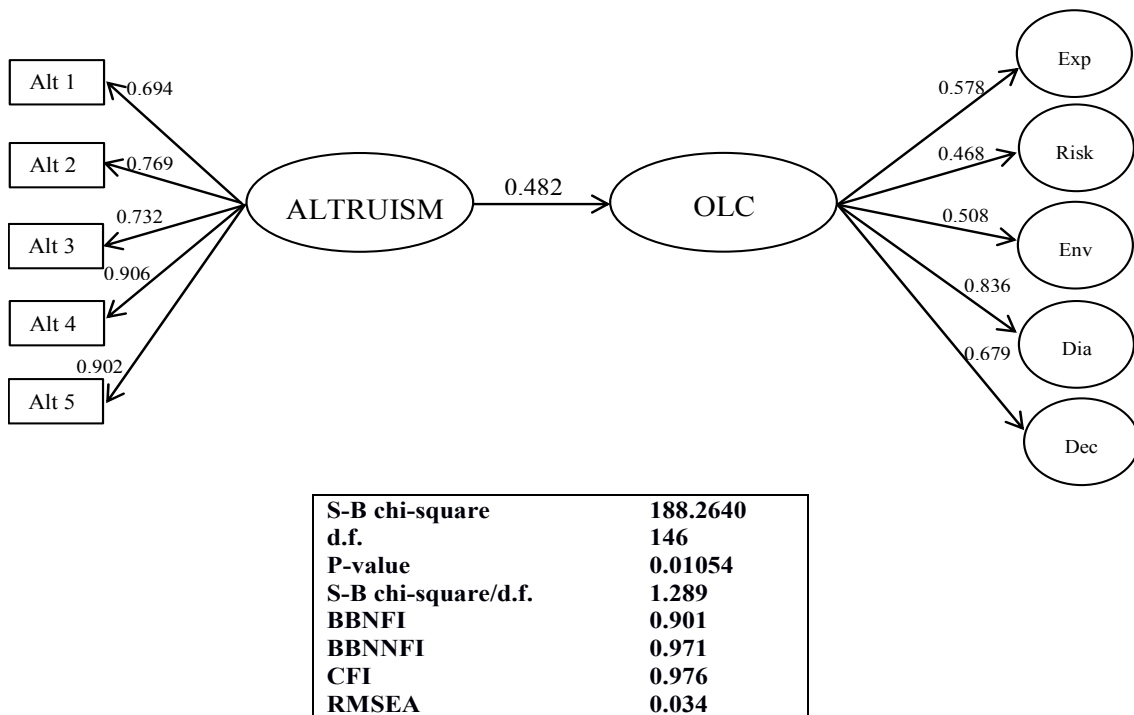 Alt 1
0.694
Alt 2
0.769
Alt 3
0.732
Alt 4
0.906
Alt 5
0.902
ALTRUISM
0.482
OLC
0.578
Exp
0.468
Risk
0.508
Env
0.836
Dia
0.679
Dec
S-B chi-square 188.2640
d.f. 146
P-value 0.01054
S-B chi-square/d.f. 1.289
BBNFI 0.901
BBNNFI 0.971
CFI 0.976
RMSEA 0.034